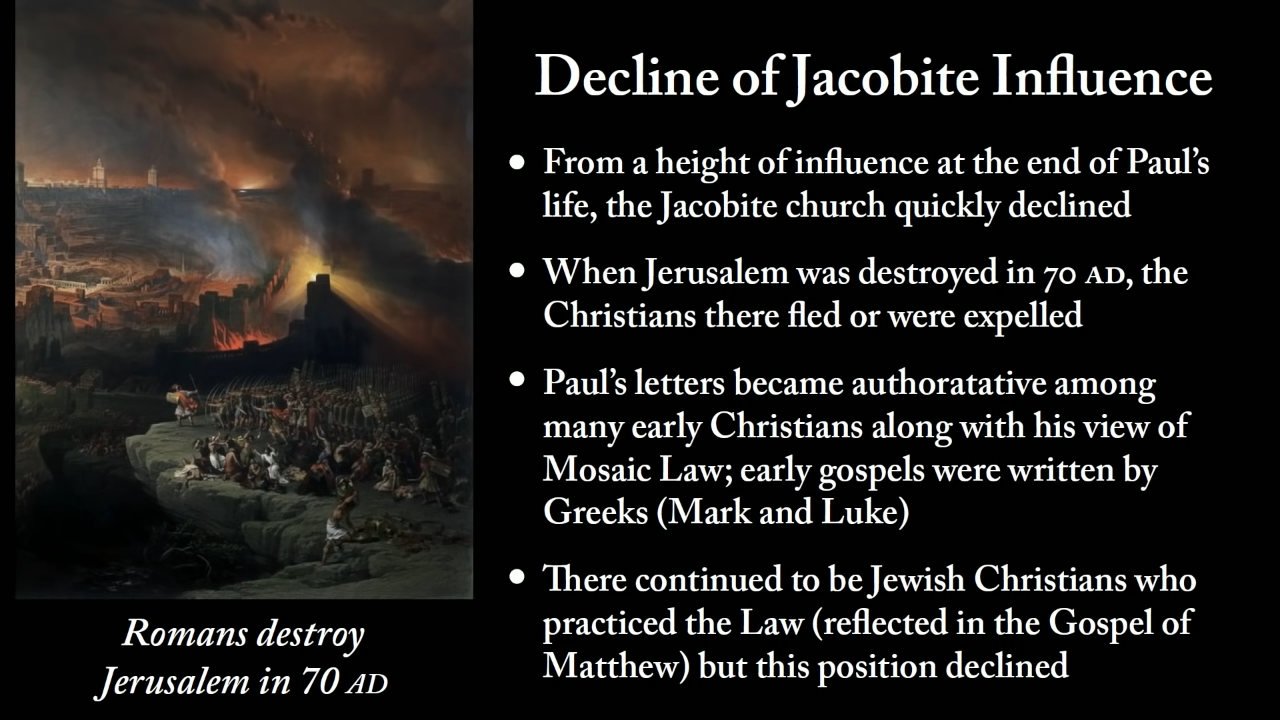 Decline of Jacobite Influence
• From a height of influence at the end of Paul's
life, the Jacobite church quickly declined
• When Jerusalem was destroyed in 70 AD, the
Christians there fled or were expelled
• Paul's letters became authoratative among
many early Christians along with his view of
Mosaic Law; early gospels were written by
Greeks (Mark and Luke)
• There continued to be Jewish Christians who
practiced the Law (reflected in the Gospel of
Matthew) but this position declined
Romans destroy
Jerusalem in 70 AD